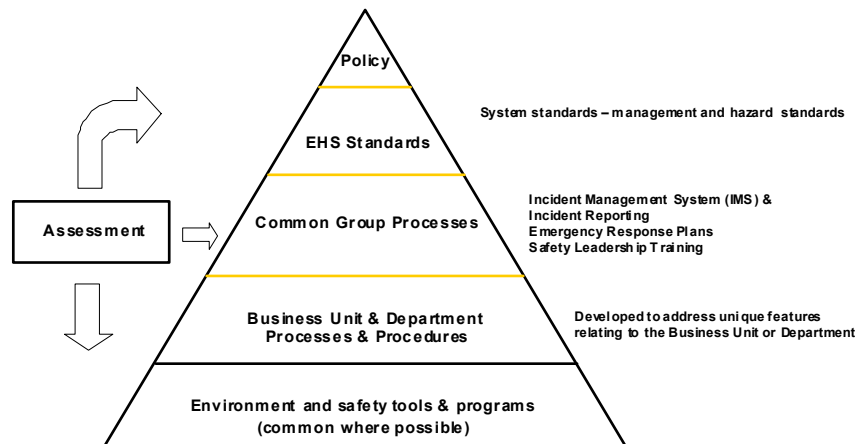 Policy
System standards – management and hazard standards
EHS Standards
Incident Management System (IMS) &
Incident Reporting
Emergency Response Plans
Safety Leadership Training
Common Group Processes
Assessment
Business Unit & Department
Processes & Procedures
Developed to address unique features
relating to the Business Unit or Department
Environment and safety tools & programs
(common where possible)